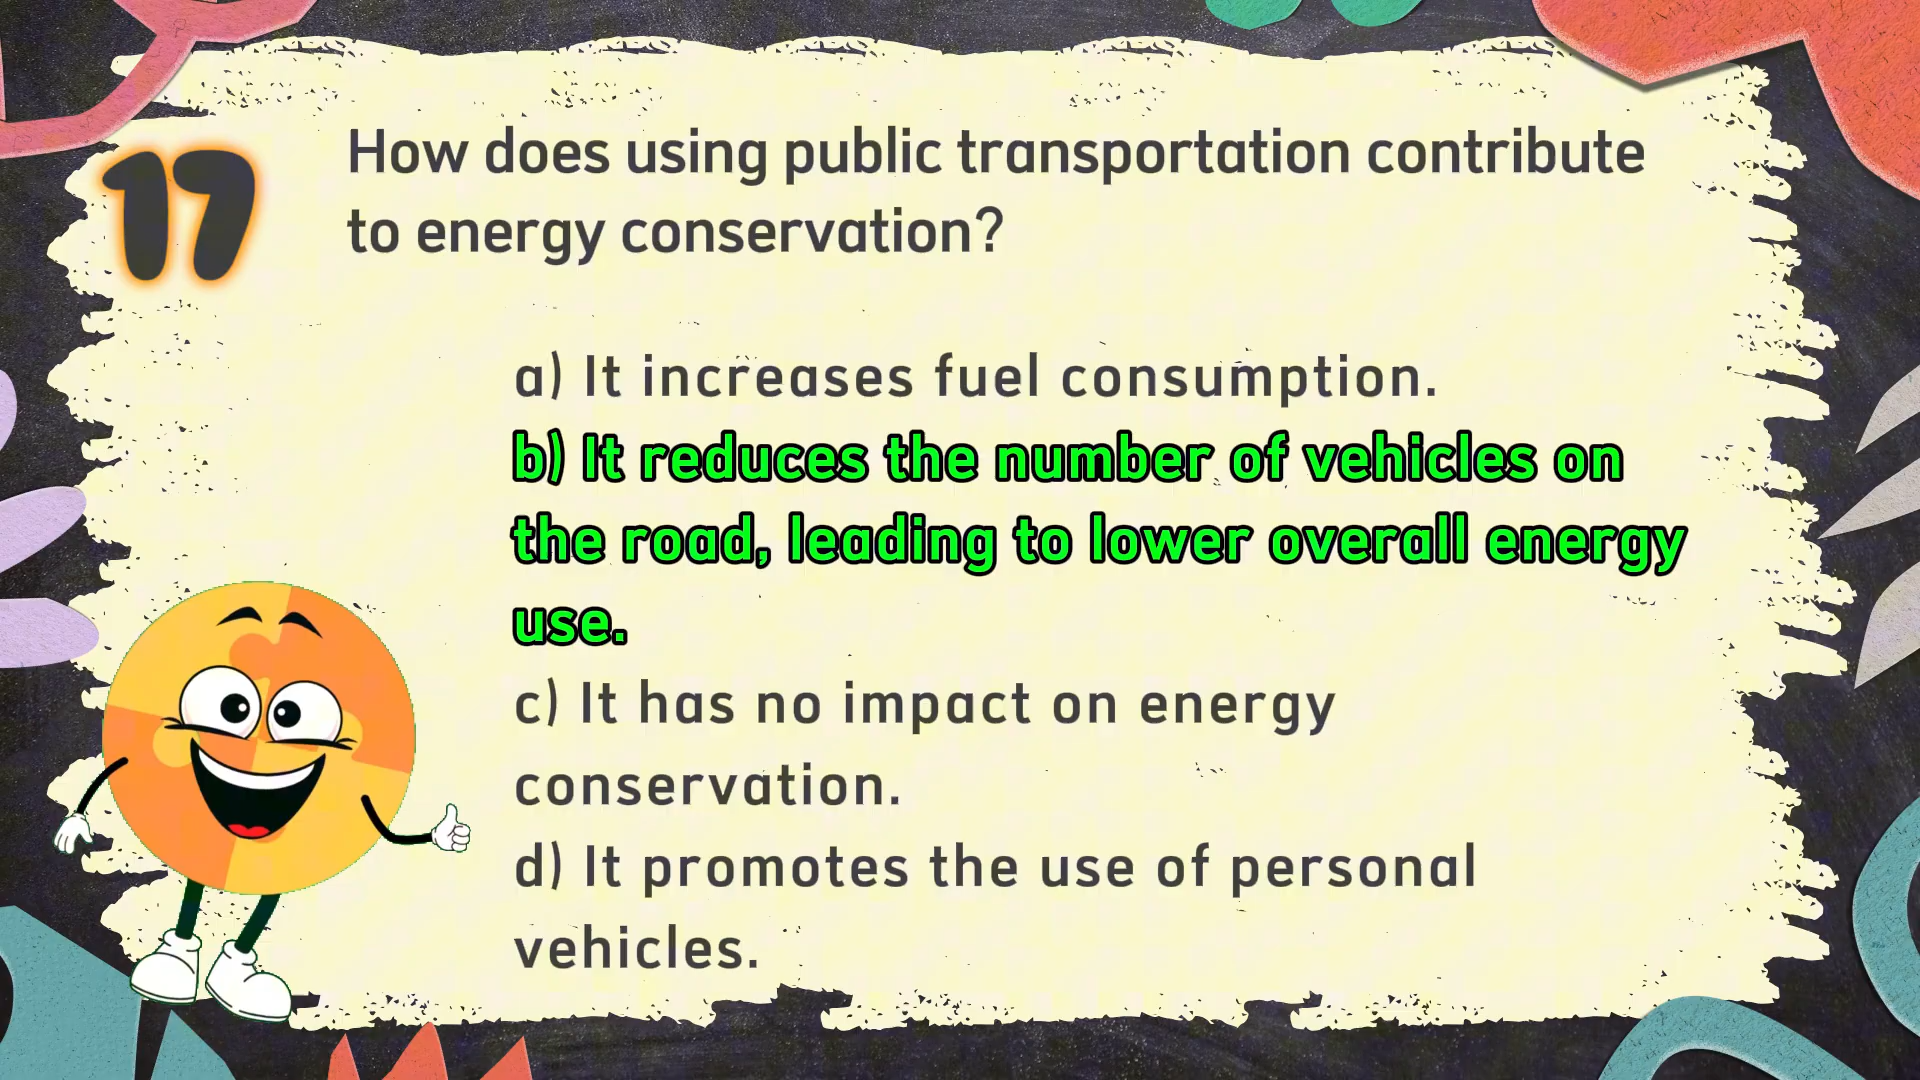 17
How does using public transportation contribute
to energy conservation?
a) It increases fuel consumption.
b) It reduces the number of vehicles on
the road, leading to lower overall energy
use.
c) It has no impact on energy
conservation.
d) It promotes the use of personal
vehicles.